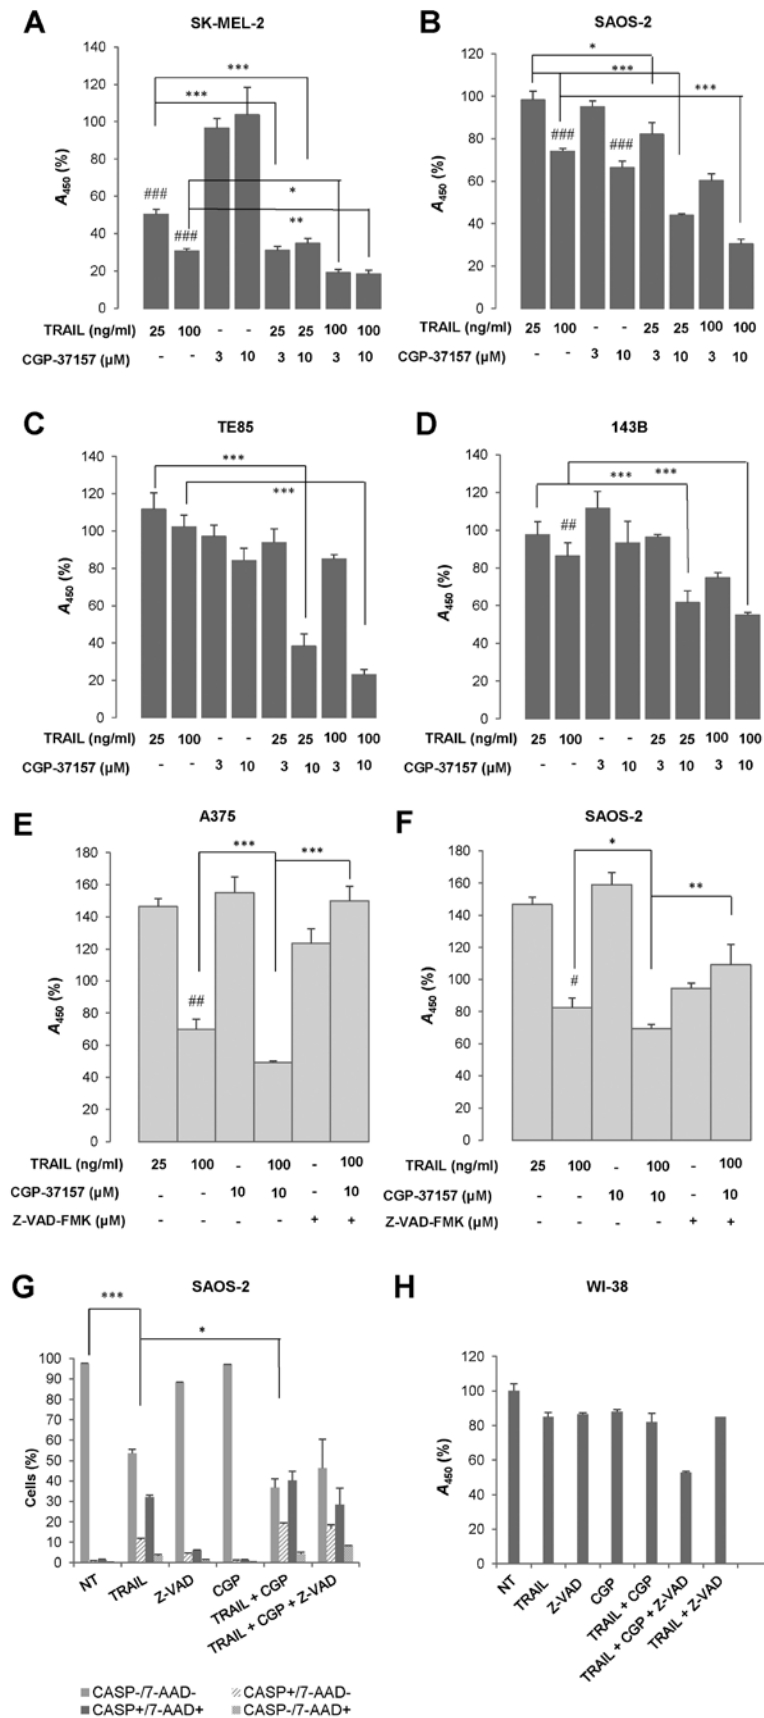 A
SK-MEL-2
140
120
100
80
60
40
20
0
A450 (%)
***
***
###
###
*
**
TRAIL (ng/ml) 25 100 - - 25 25 100 100
CGP-37157 (µM) - - 3 10 3 10 3 10
B
SAOS-2
120
100
80
60
40
20
0
A450 (%)
*
***
***
###
###
TRAIL (ng/ml) 25 100 - - 25 25 100 100
CGP-37157 (µM) - - 3 10 3 10 3 10
C
TE85
140
120
100
80
60
40
20
0
A450 (%)
***
***
TRAIL (ng/ml) 25 100 - - 25 25 100 100
CGP-37157 (µM) - - 3 10 3 10 3 10
D
143B
140
120
100
80
60
40
20
0
A450 (%)
*** ***
##
TRAIL (ng/ml) 25 100 - - 25 25 100 100
CGP-37157 (µM) - - 3 10 3 10 3 10
E
A375
180
160
140
120
100
80
60
40
20
0
A450 (%)
***
***
##
TRAIL (ng/ml) 25 100 - 100 - 100
CGP-37157 (µM) - - 10 10 - 10
Z-VAD-FMK (µM) - - - - + +
F
SAOS-2
180
160
140
120
100
80
60
40
20
0
A450 (%)
*
**
#
TRAIL (ng/ml) 25 100 - 100 - 100
CGP-37157 (µM) - - 10 10 - 10
Z-VAD-FMK (µM) - - - - + +
G
SAOS-2
***
*
100
90
80
70
60
50
40
30
20
10
0
Cells (%)
NT
TRAIL
Z-VAD
CGP
TRAIL + CGP
TRAIL + CGP + Z-VAD
CASP-/7-AAD-
CASP+/7-AAD-
CASP+/7-AAD+
CASP-/7-AAD+
H
WI-38
120
100
80
60
40
20
0
A450 (%)
NT
TRAIL
Z-VAD
CGP
TRAIL + CGP
TRAIL + CGP + Z-VAD
TRAIL + Z-VAD